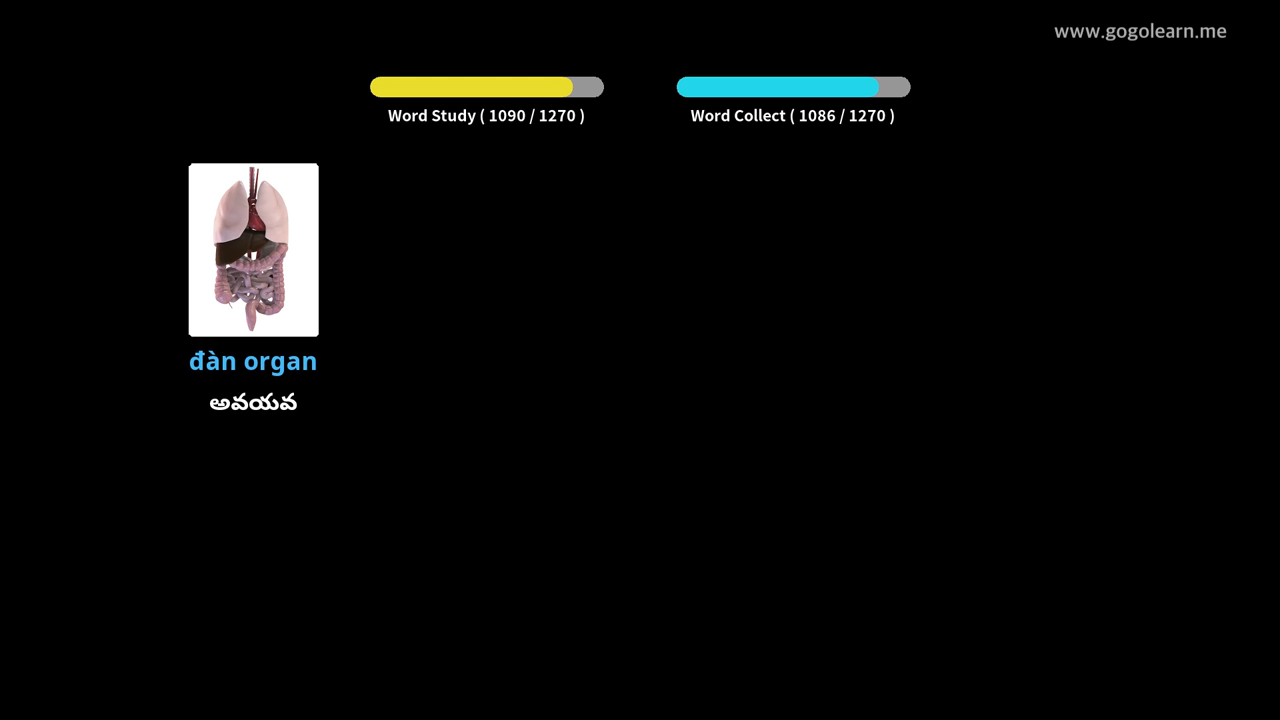 www.gogolearn.me
Word Study ( 1090 / 1270 )
Word Collect ( 1086 / 1270 )
đàn organ
అవయవ